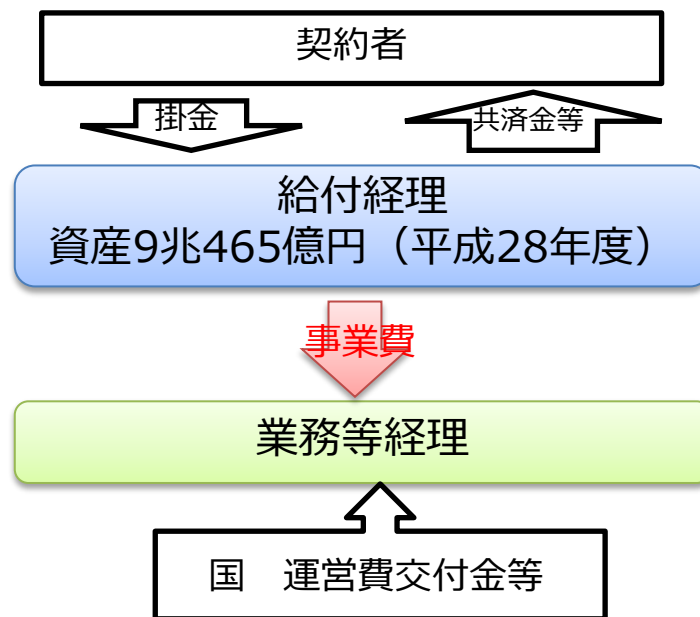 契約者
掛金
共済金等
給付経理
資産9兆465億円（平成28年度）
事業費
業務等経理
国　運営費交付金等